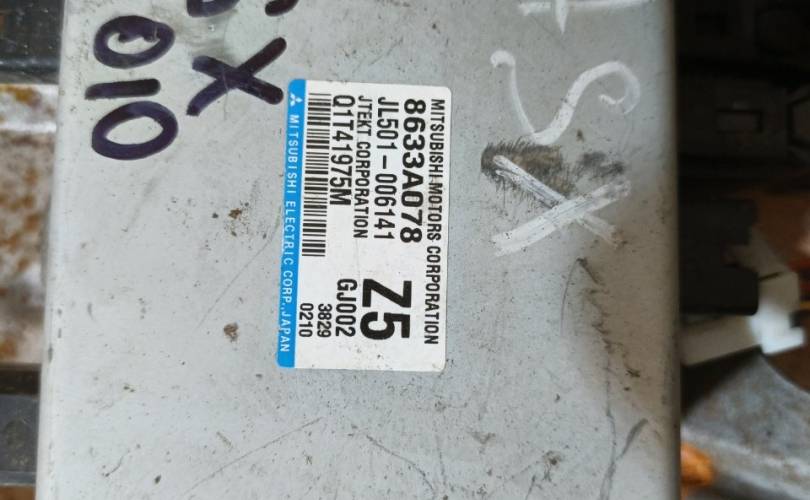 MITSUBISHI MOTORS CORPORATION
8633A078
JL501-006141 Z5
JTEKT CORPORATION
Q1T41975M GJ002
3829
0210
MITSUBISHI ELECTRIC CORP., JAPAN
010
X
S
X